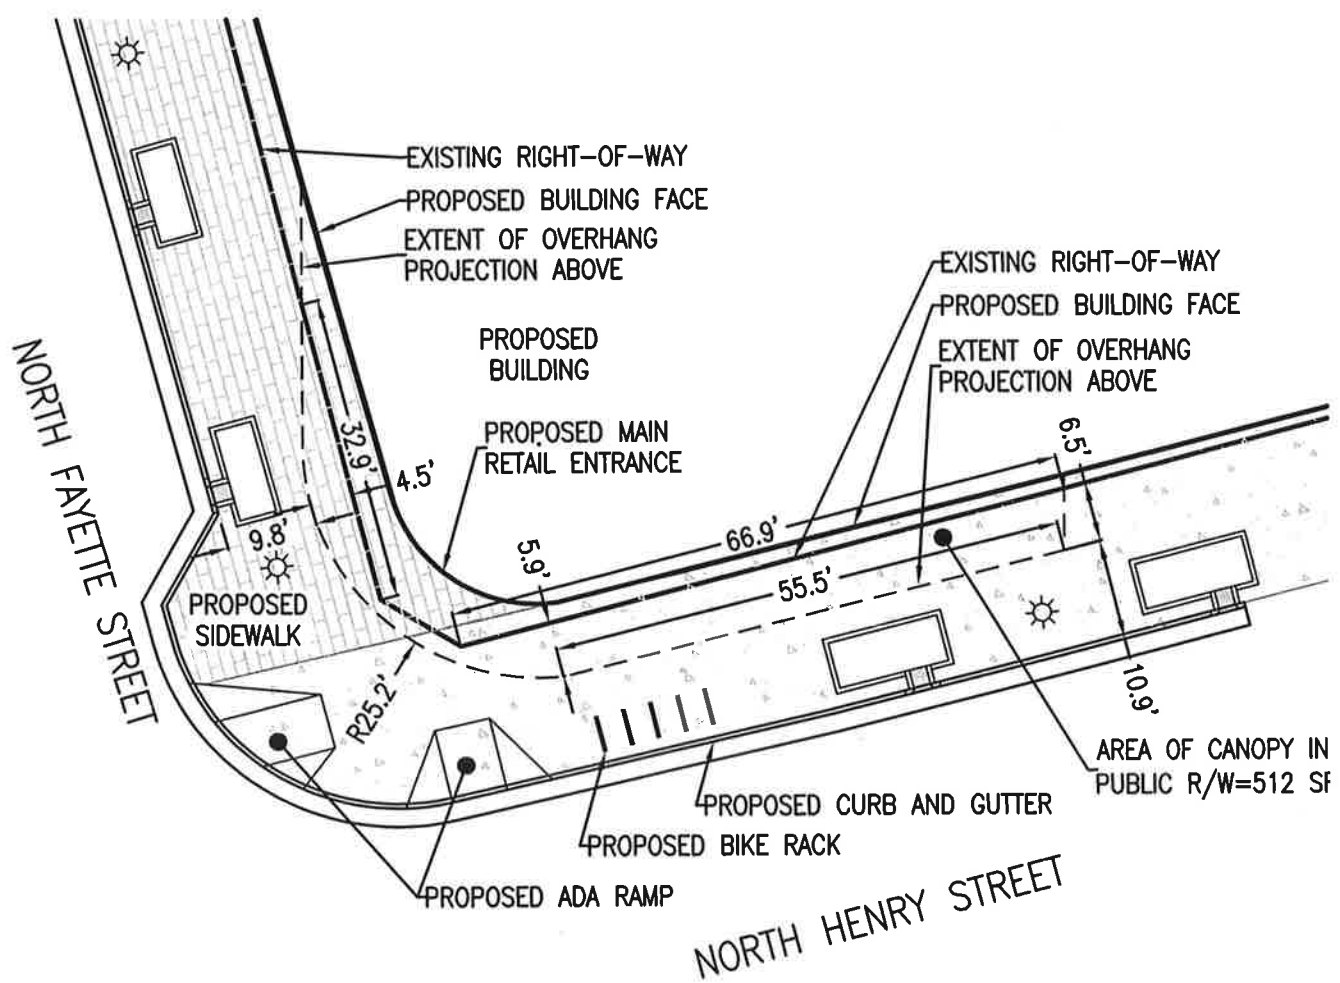 EXISTING RIGHT-OF-WAY
PROPOSED BUILDING FACE
EXTENT OF OVERHANG
PROJECTION ABOVE
EXISTING RIGHT-OF-WAY
PROPOSED BUILDING FACE
EXTENT OF OVERHANG
PROJECTION ABOVE
PROPOSED
BUILDING
PROPOSED MAIN
RETAIL ENTRANCE
NORTH FAYETTE STREET
32.9'
4.5'
6.5'
9.8'
5.9'
66.9'
55.5'
PROPOSED
SIDEWALK
R25.2'
10.9'
AREA OF CANOPY IN
PUBLIC R/W=512 SF
PROPOSED CURB AND GUTTER
PROPOSED BIKE RACK
PROPOSED ADA RAMP
NORTH HENRY STREET